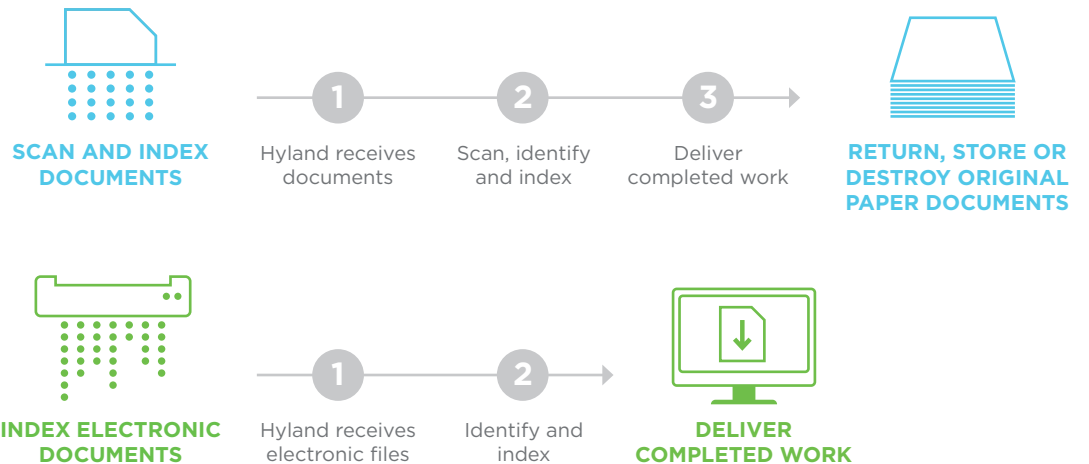 1
2
3
SCAN AND INDEX
DOCUMENTS
Hyland receives
documents
Scan, identify
and index
Deliver
completed work
RETURN, STORE OR
DESTROY ORIGINAL
PAPER DOCUMENTS
1
2
INDEX ELECTRONIC
DOCUMENTS
Hyland receives
electronic files
Identify and
index
DELIVER
COMPLETED WORK